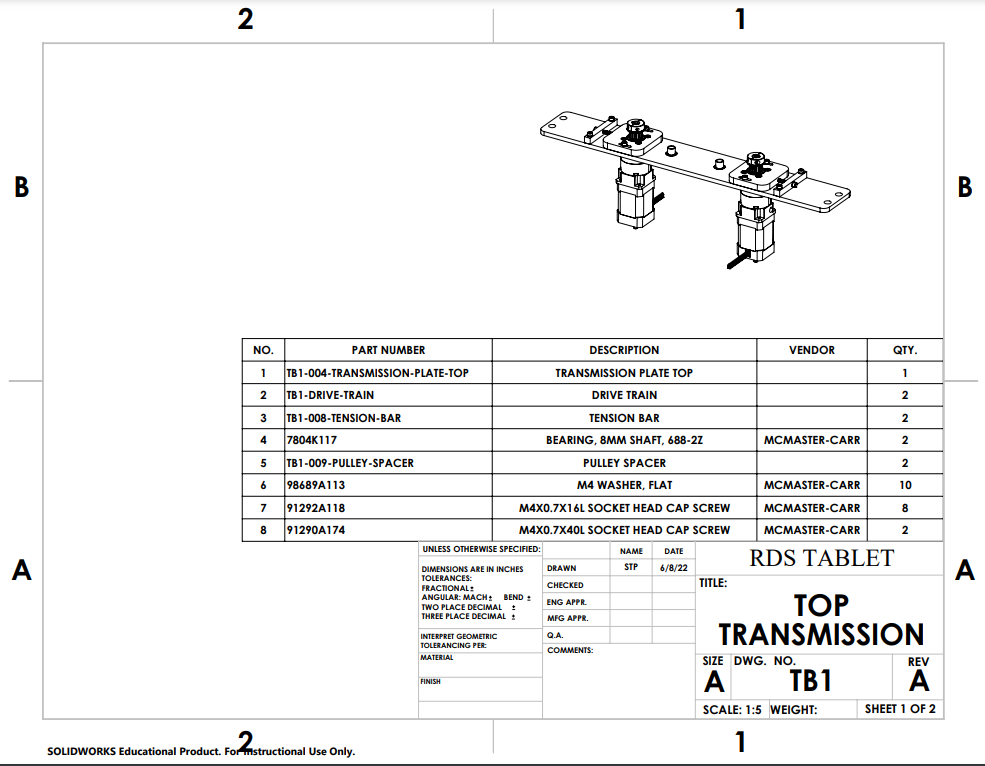 2 1
B B
NO. PART NUMBER DESCRIPTION VENDOR QTY.
1 TB1-004-TRANSMISSION-PLATE-TOP TRANSMISSION PLATE TOP 1
2 TB1-DRIVE-TRAIN DRIVE TRAIN 2
3 TB1-008-TENSION-BAR TENSION BAR 2
4 7804K117 BEARING, 8MM SHAFT, 688-2Z MCMASTER-CARR 2
5 TB1-009-PULLEY-SPACER PULLEY SPACER 2
6 98689A113 M4 WASHER, FLAT MCMASTER-CARR 10
7 91292A118 M4X0.7X16L SOCKET HEAD CAP SCREW MCMASTER-CARR 8
8 91290A174 M4X0.7X40L SOCKET HEAD CAP SCREW MCMASTER-CARR 2
A A
UNLESS OTHERWISE SPECIFIED:
DIMENSIONS ARE IN INCHES
TOLERANCES:
FRACTIONAL±
ANGULAR: MACH± BEND ±
TWO PLACE DECIMAL ±
THREE PLACE DECIMAL ±
INTERPRET GEOMETRIC
TOLERANCING PER:
MATERIAL
FINISH
NAME DATE
DRAWN STP 6/8/22
CHECKED
ENG APPR.
MFG APPR.
Q.A.
COMMENTS:
RDS TABLET
TITLE:
TOP
TRANSMISSION
SIZE DWG. NO. REV
A TB1 A
SCALE: 1:5 WEIGHT: SHEET 1 OF 2
2 1
SOLIDWORKS Educational Product. For Instructional Use Only.